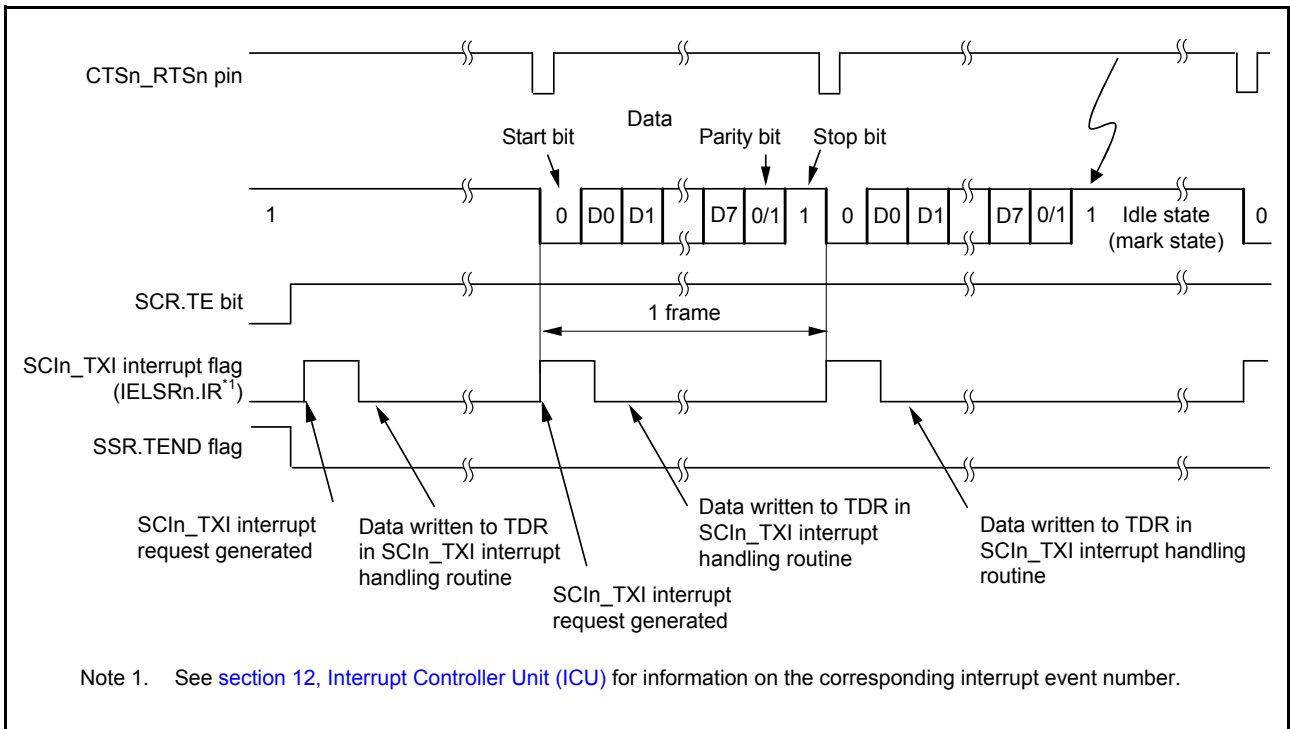 CTSn_RTSn pin
Data
Start bit
Parity bit
Stop bit
1
0
D0
D1
D7
0/1
1
0
D0
D1
D7
0/1
1
Idle state
(mark state)
0
SCR.TE bit
1 frame
SCIn_TXI interrupt flag
(IELSRn.IR*1)
SSR.TEND flag
SCIn_TXI interrupt
request generated
Data written to TDR
in SCIn_TXI interrupt
handling routine
SCIn_TXI interrupt
request generated
Data written to TDR in
SCIn_TXI interrupt
handling routine
Data written to TDR in
SCIn_TXI interrupt handling
routine
Note 1. See section 12, Interrupt Controller Unit (ICU) for information on the corresponding interrupt event number.